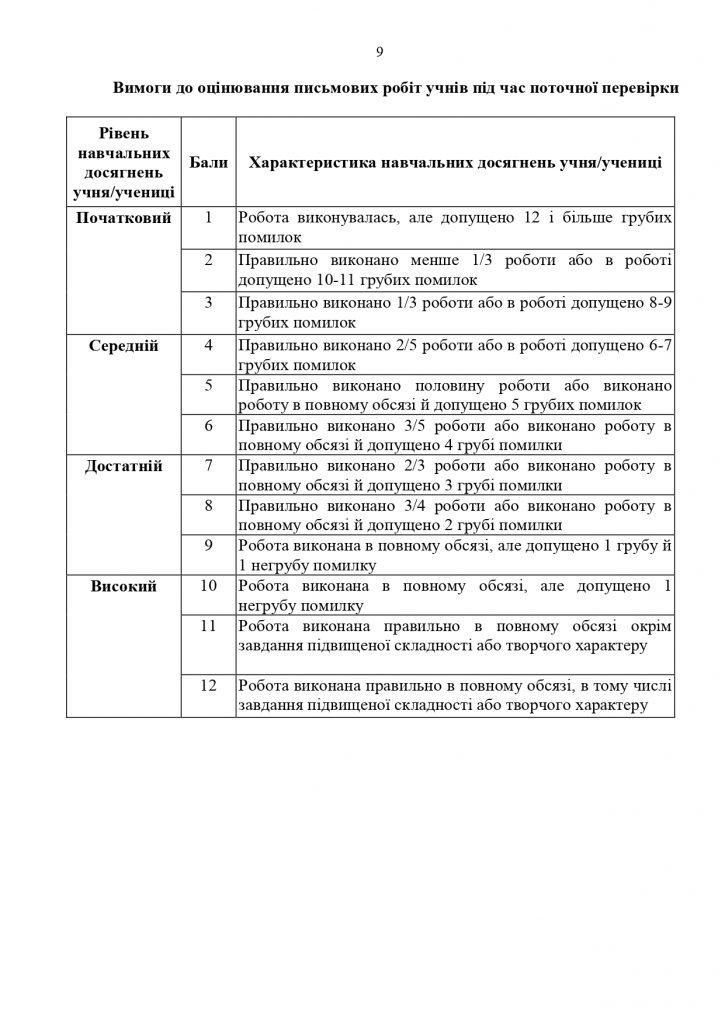 9
Вимоги до оцінювання письмових робіт учнів під час поточної перевірки
Рівень
навчальних
досягнень
учня/учениці
Бали
Характеристика навчальних досягнень учня/учениці
Початковий
1
Робота виконувалась, але допущено 12 і більше грубих
помилок
2
Правильно виконано менше 1/3 роботи або в роботі
допущено 10-11 грубих помилок
3
Правильно виконано 1/3 роботи або в роботі допущено 8-9
грубих помилок
Середній
4
Правильно виконано 2/5 роботи або в роботі допущено 6-7
грубих помилок
5
Правильно виконано половину роботи або виконано
роботу в повному обсязі й допущено 5 грубих помилок
6
Правильно виконано 3/5 роботи або виконано роботу в
повному обсязі й допущено 4 грубі помилки
Достатній
7
Правильно виконано 2/3 роботи або виконано роботу в
повному обсязі й допущено 3 грубі помилки
8
Правильно виконано 3/4 роботи або виконано роботу в
повному обсязі й допущено 2 грубі помилки
9
Робота виконана в повному обсязі, але допущено 1 грубу й
1 негрубу помилку
Високий
10
Робота виконана в повному обсязі, але допущено 1
негрубу помилку
11
Робота виконана правильно в повному обсязі окрім
завдання підвищеної складності або творчого характеру
12
Робота виконана правильно в повному обсязі, в тому числі
завдання підвищеної складності або творчого характеру